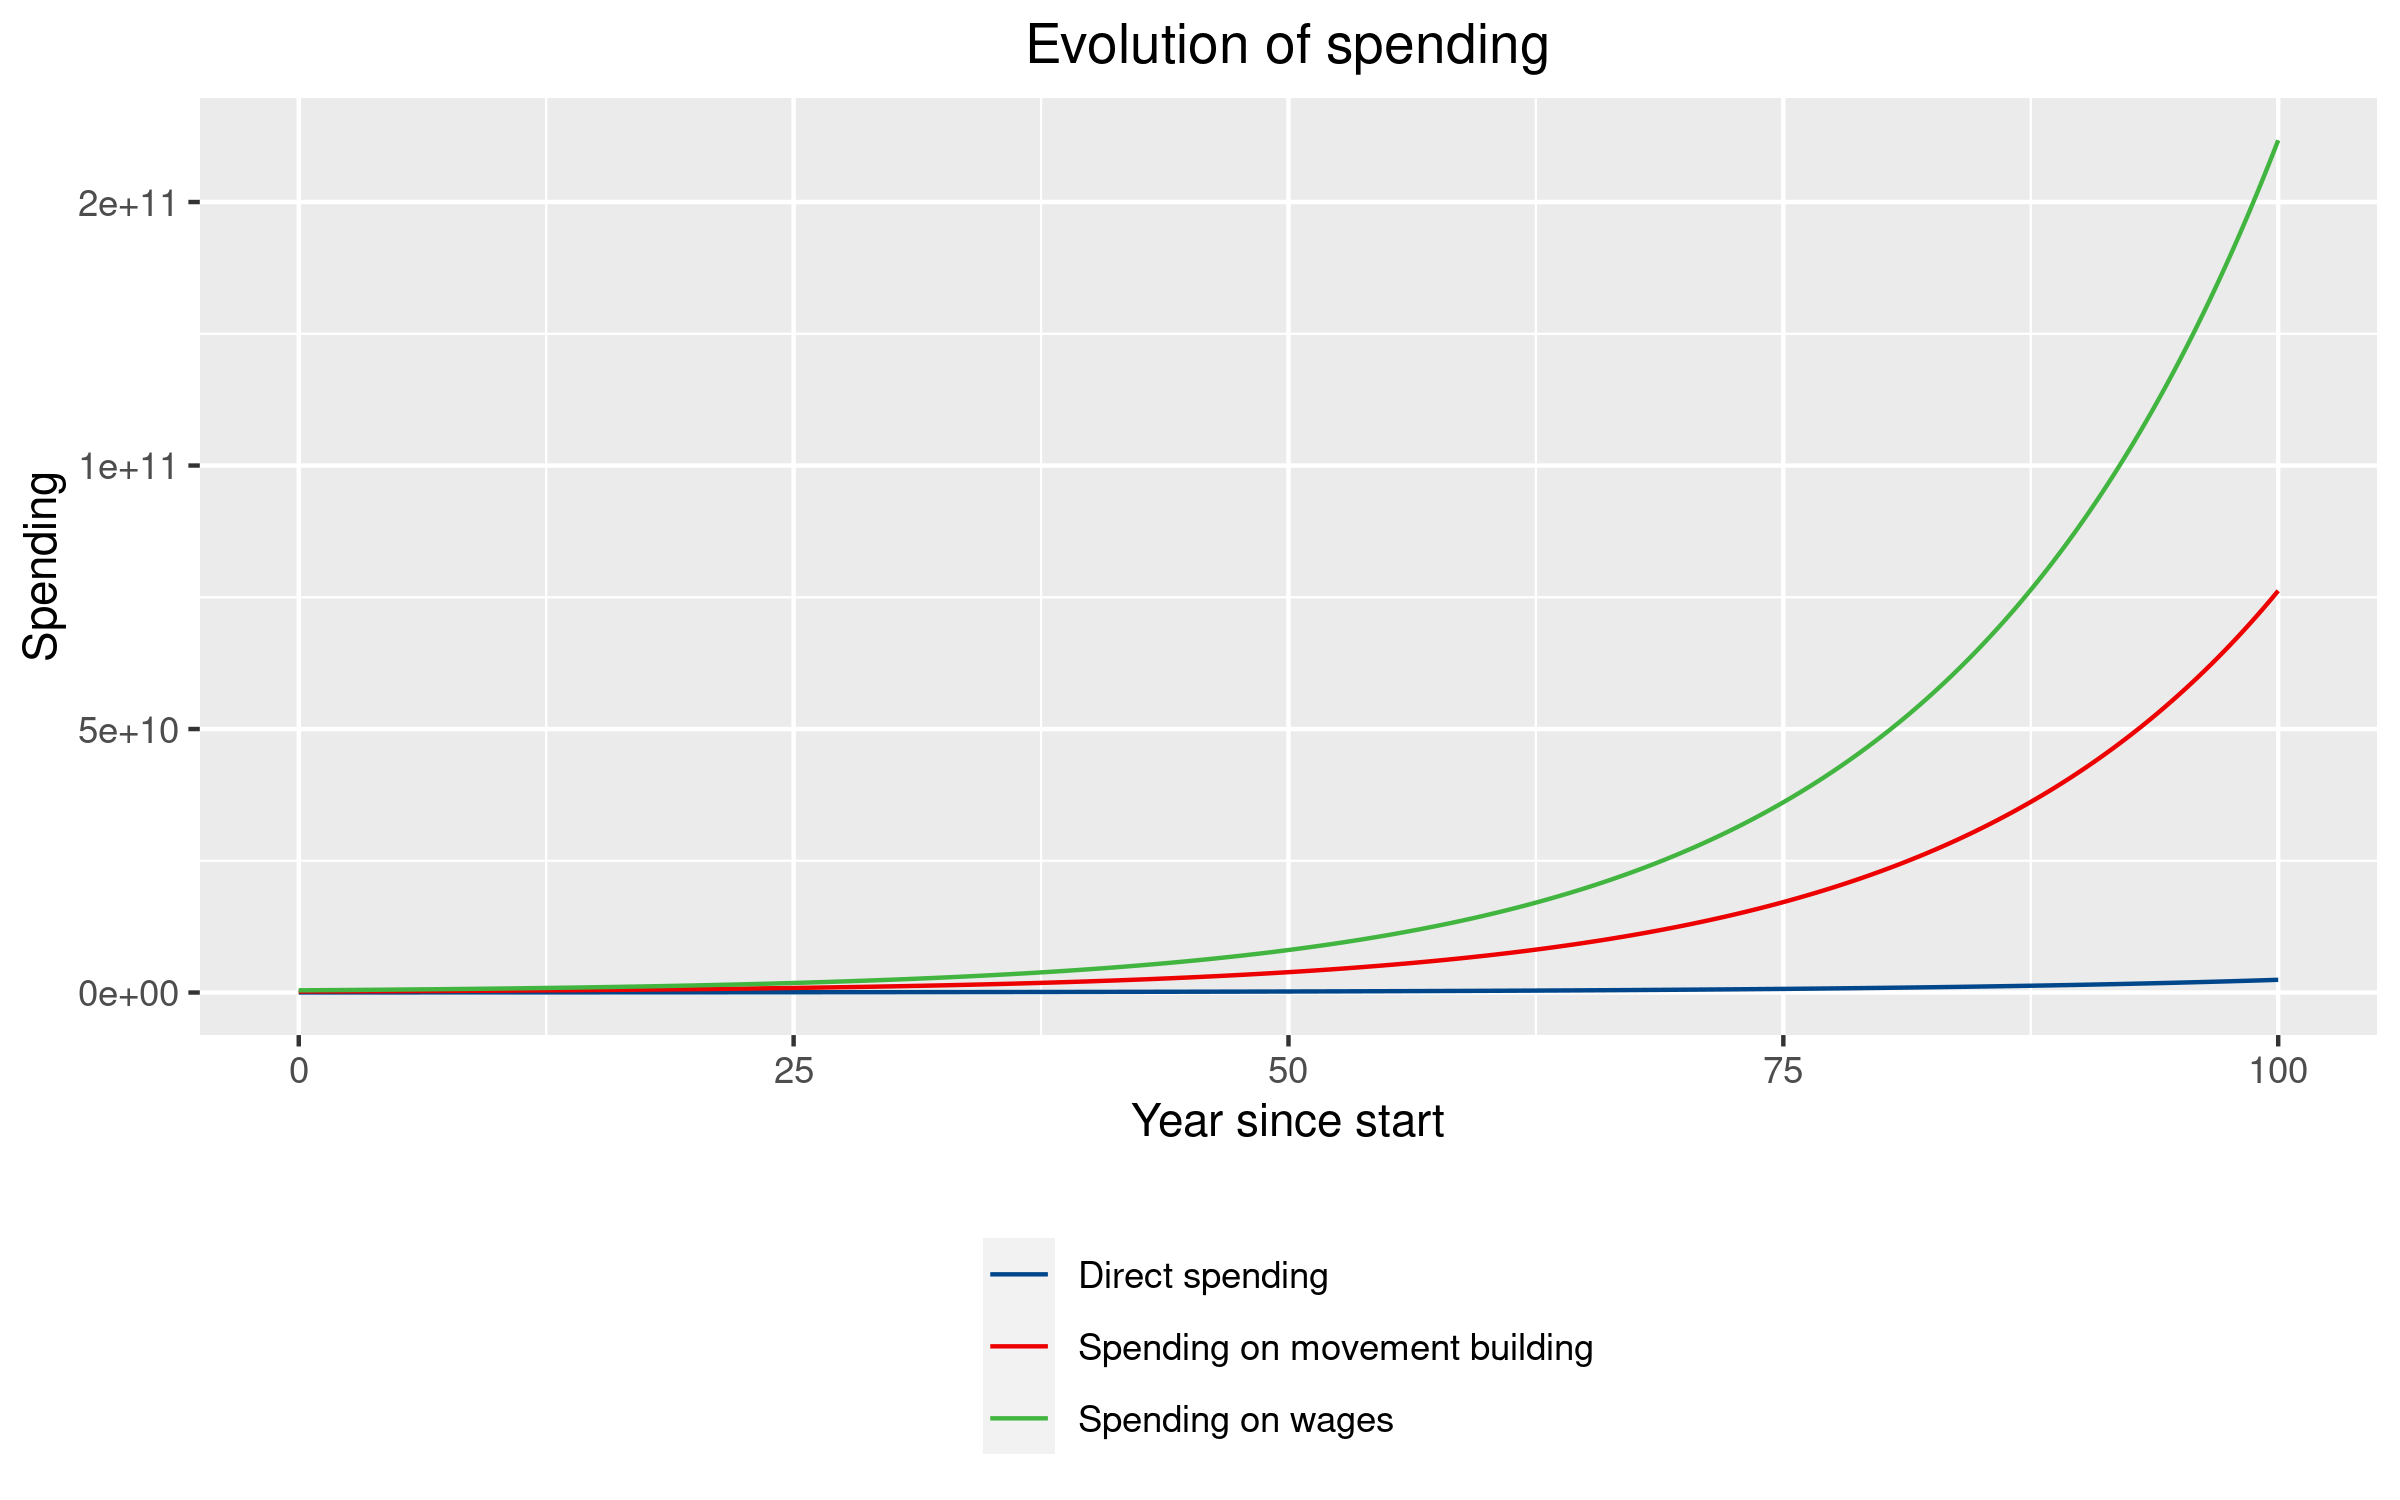 Evolution of spending
2e+11
1e+11
5e+10
0e+00
Spending
0 25 50 75 100
Year since start
Direct spending
Spending on movement building
Spending on wages